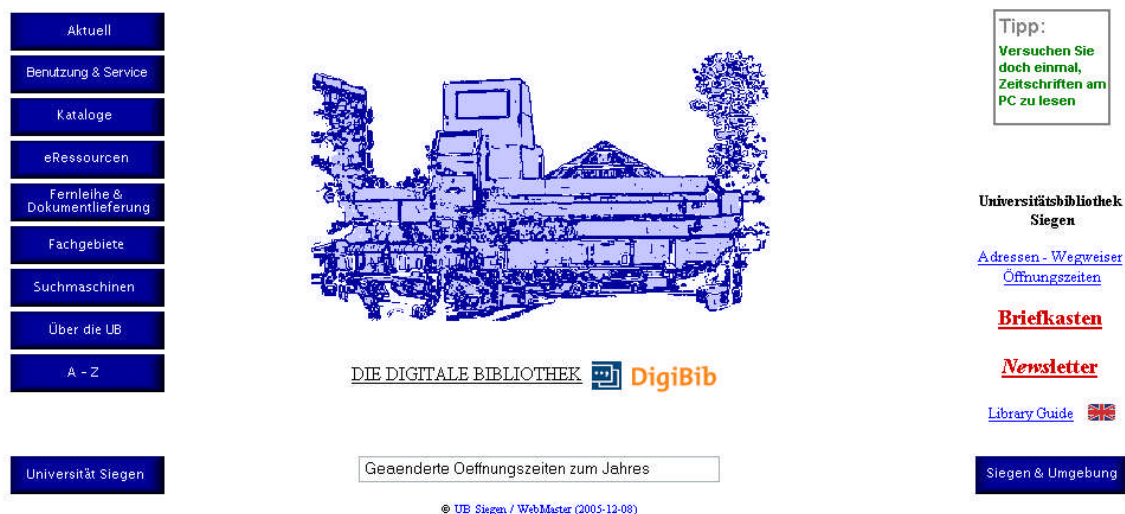 Aktuell
Benutzung & Service
Kataloge
eRessourcen
Fernleihe &
Dokumentlieferung
Fachgebiete
Suchmaschinen
Über die UB
A - Z
Universität Siegen
DIE DIGITALE BIBLIOTHEK DigiBib
Geaenderte Oeffnungszeiten zum Jahres
© UB Siegen / WebMaster (2005-12-08)
Tipp:
Versuchen Sie
doch einmal,
Zeitschriften am
PC zu lesen
Universitätsbibliothek
Siegen
Adressen - Wegweiser
Öffnungszeiten
Briefkasten
Newsletter
Library Guide
Siegen & Umgebung